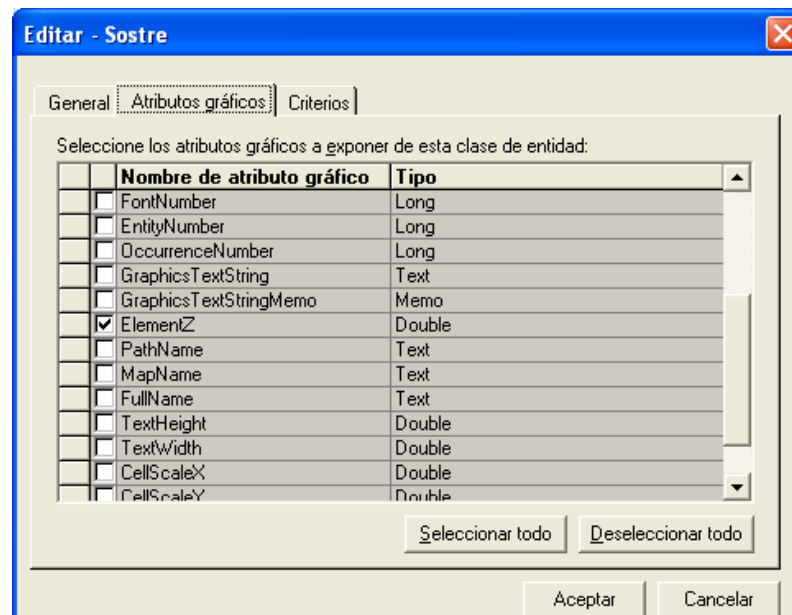 Editar - Sostre
General Atributos gráficos Criterios
Seleccione los atributos gráficos a exponer de esta clase de entidad:
Nombre de atributo gráfico Tipo
FontNumber Long
EntityNumber Long
OccurrenceNumber Long
GraphicsTextString Text
GraphicsTextStringMemo Memo
ElementZ Double
PathName Text
MapName Text
FullName Text
TextHeight Double
TextWidth Double
CellScaleX Double
CellScaleY Double
Seleccionar todo Deseleccionar todo
Aceptar Cancelar